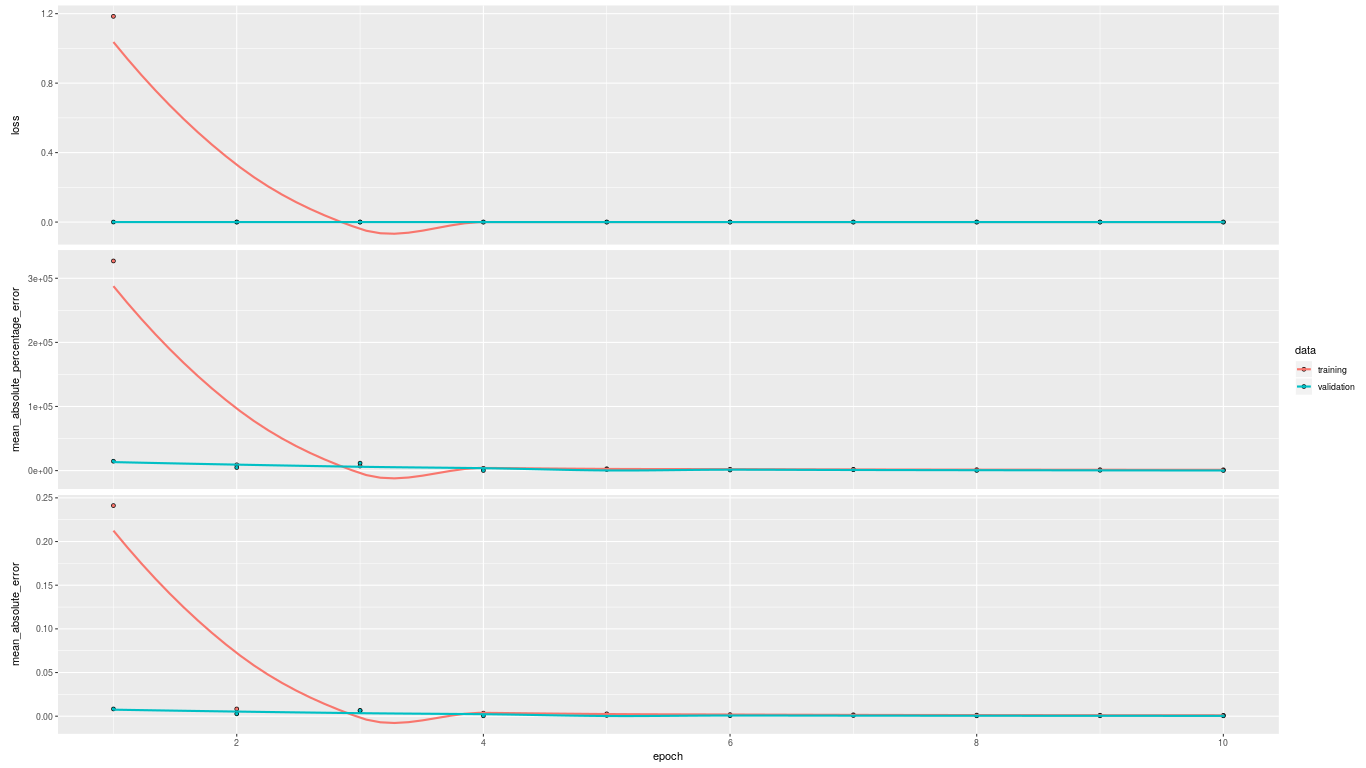 loss
1.2
0.8
0.4
0.0
mean_absolute_percentage_error
3e+05
2e+05
1e+05
0e+00
mean_absolute_error
0.25
0.20
0.15
0.10
0.05
0.00
2 4 6 8 10
epoch
data
training
validation